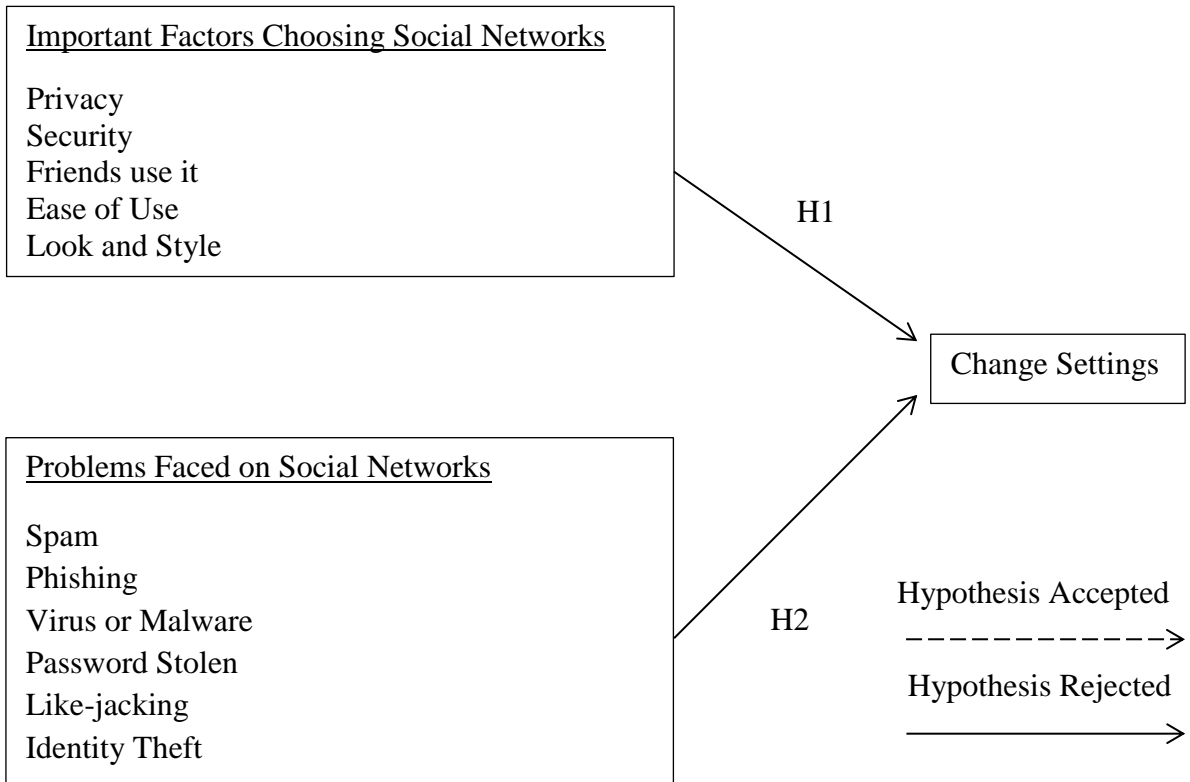 Important Factors Choosing Social Networks
Privacy
Security
Friends use it
Ease of Use
Look and Style
H1
Change Settings
Problems Faced on Social Networks
Spam
Phishing
Virus or Malware
Password Stolen
Like-jacking
Identity Theft
H2
Hypothesis Accepted
Hypothesis Rejected